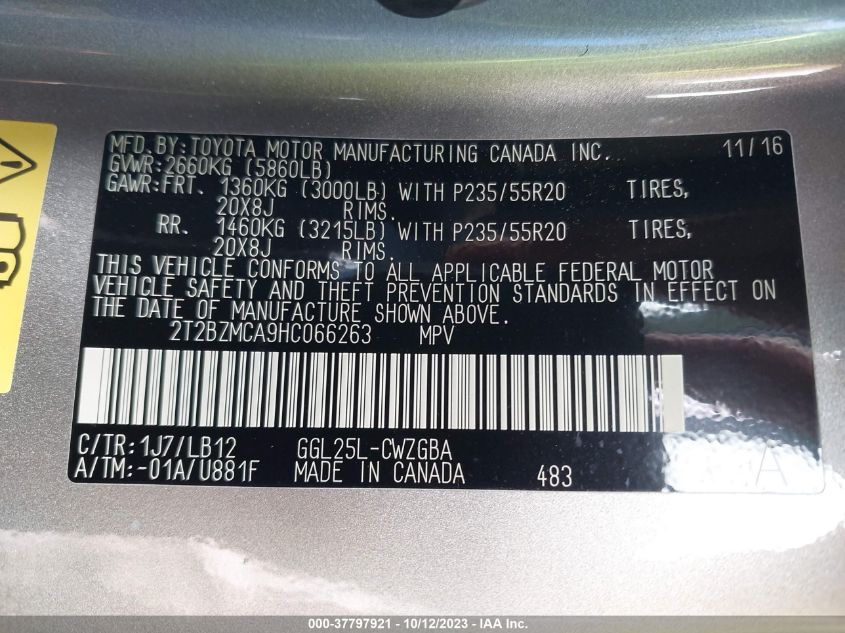 MFD.BY:TOYOTA MOTOR MANUFACTURING CANADA INC. 11/16
GVWR:2660KG (5860LB)
GAWR:FRT. 1360KG (3000LB) WITH P235/55R20 TIRES,
20X8J RIMS.
RR. 1460KG (3215LB) WITH P235/55R20 TIRES,
20X8J RIMS.
THIS VEHICLE CONFORMS TO ALL APPLICABLE FEDERAL MOTOR
VEHICLE SAFETY AND THEFT PREVENTION STANDARDS IN EFFECT ON
THE DATE OF MANUFACTURE SHOWN ABOVE.
2T2BZMCA9HC066263 MPV
C/TR:1J7/LB12 GGL25L-CWZGBA
A/TM:-01A/U881F MADE IN CANADA 483 A
000-37797921 - 10/12/2023 - IAA Inc.